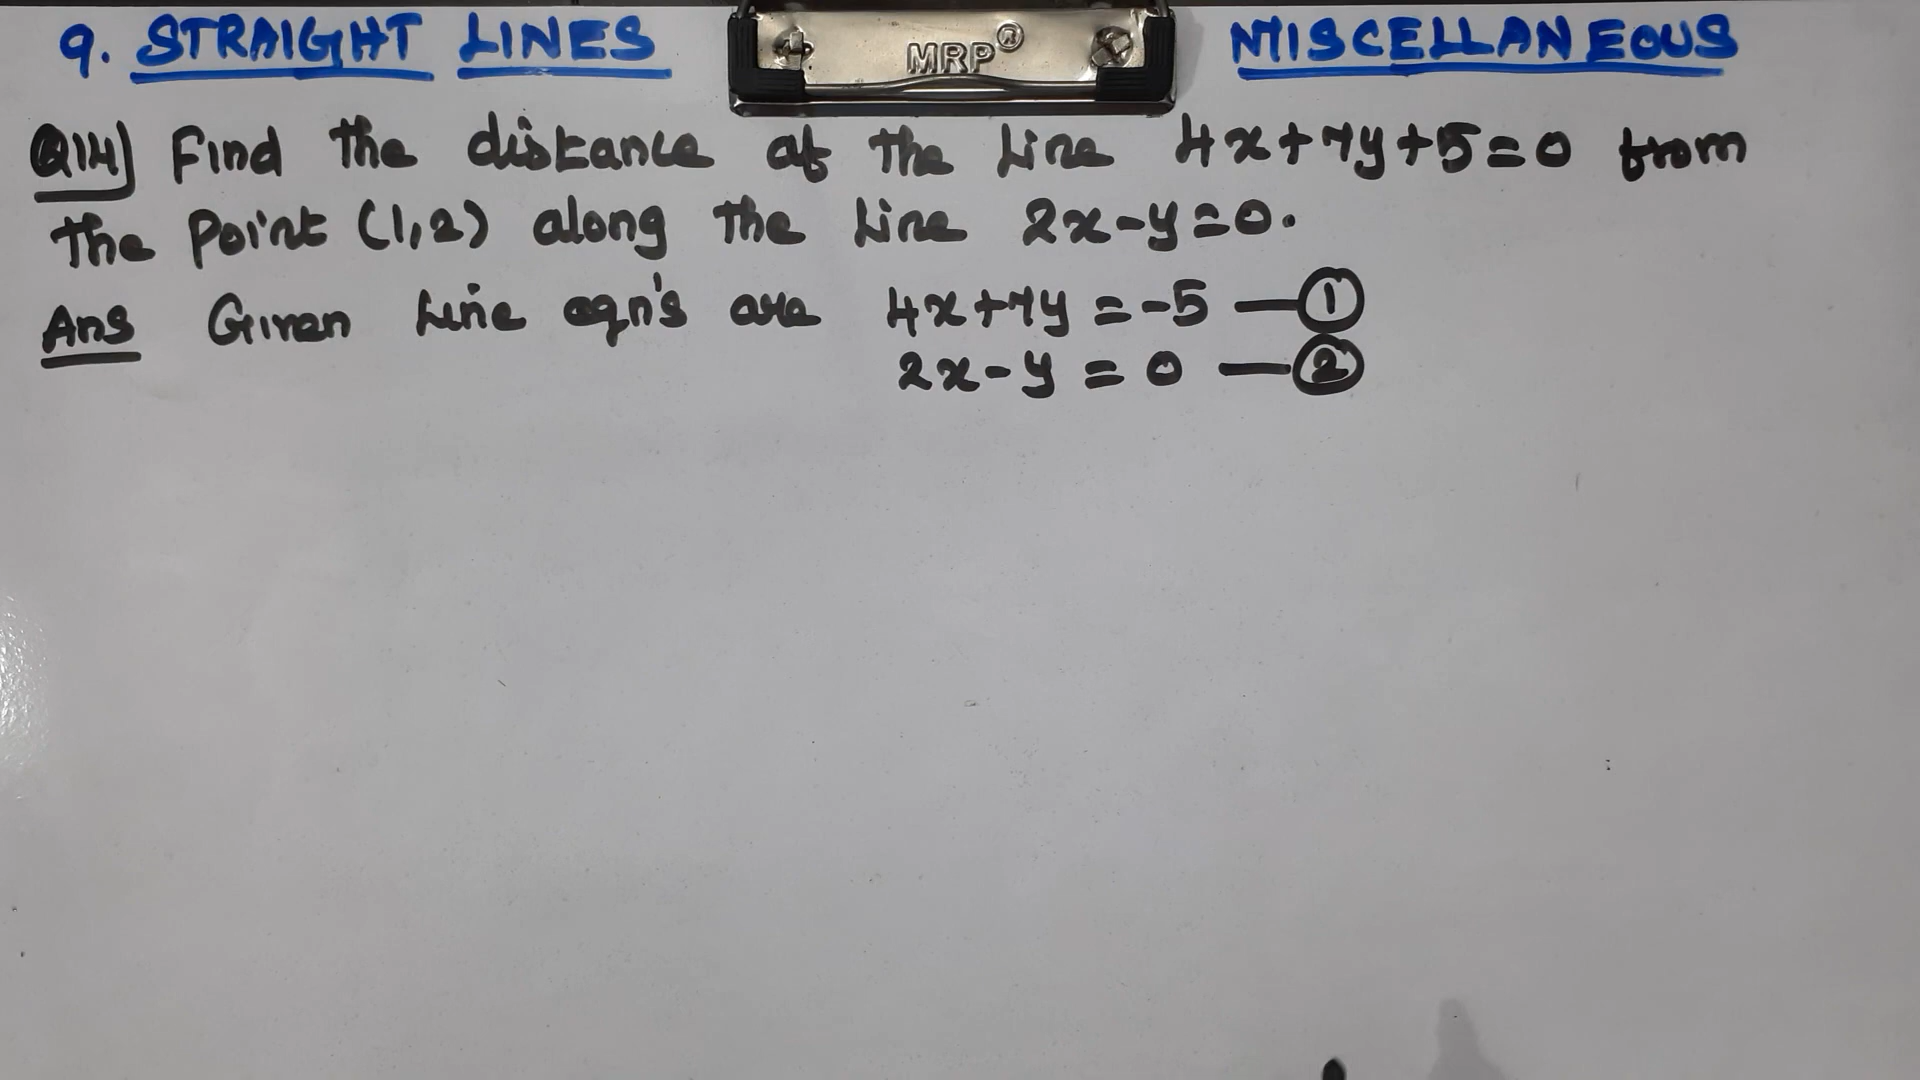 9. STRAIGHT LINES
MRP®
MISCELLANEOUS
Q14) Find the distance of the line 4x+7y+5=0 from
the point (1,2) along the line 2x-y=0.
Ans Given line eqn's are 4x+7y=-5 —①
2x-y=0 —②